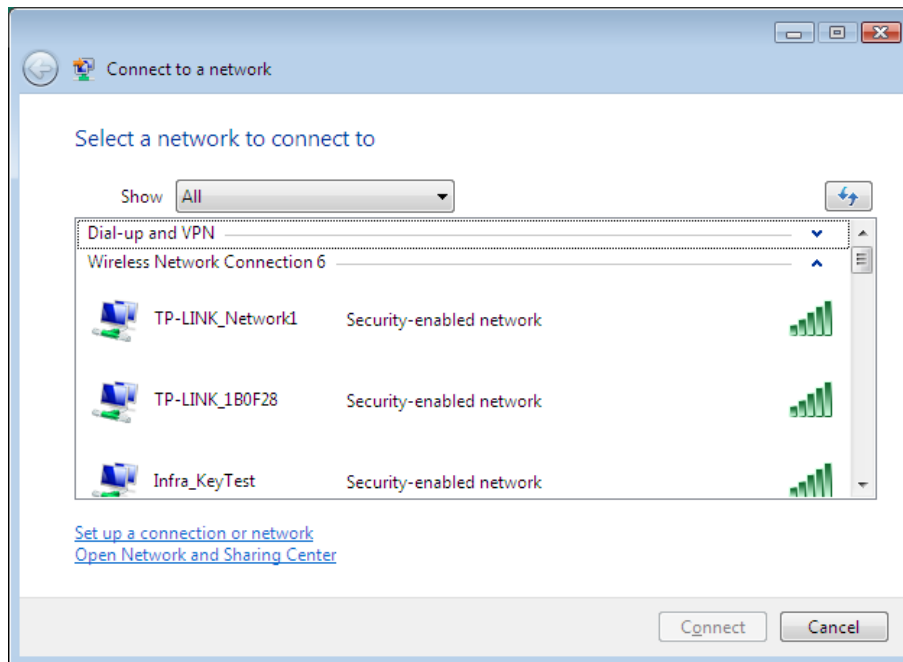 Connect to a network
Select a network to connect to
Show All
Dial-up and VPN
Wireless Network Connection 6
TP-LINK_Network1 Security-enabled network
TP-LINK_1B0F28 Security-enabled network
Infra_KeyTest Security-enabled network
Set up a connection or network
Open Network and Sharing Center
Connect Cancel